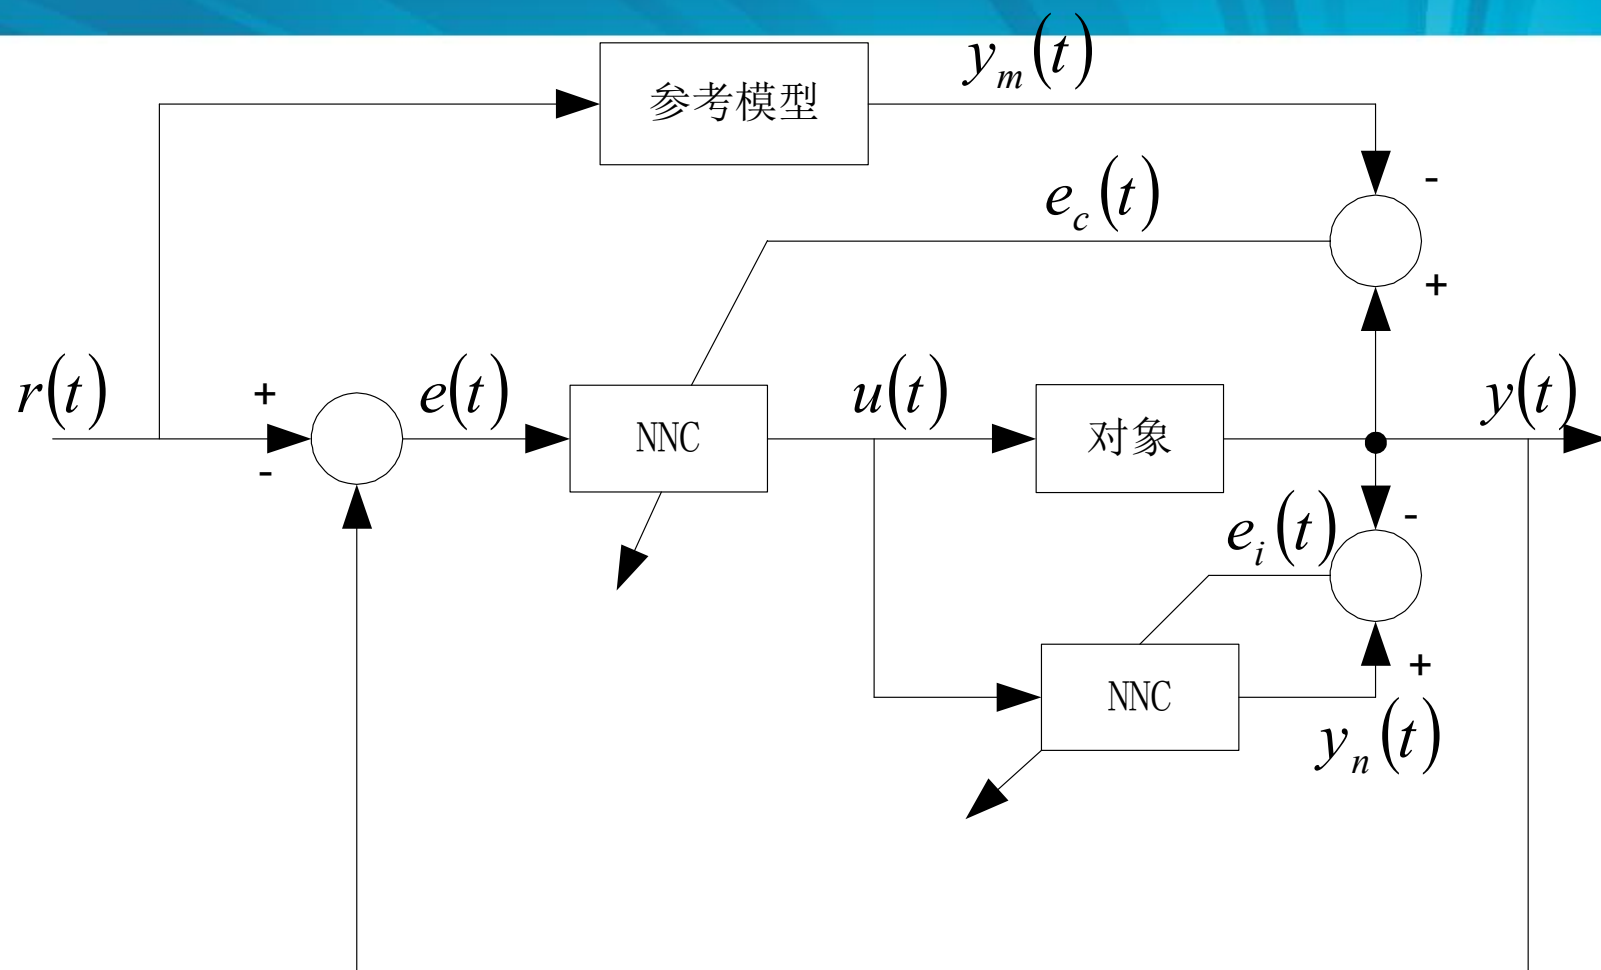 y_m(t)
参考模型
-
e_c(t)
+
r(t)
+
e(t)
NNC
u(t)
对象
y(t)
-
-
e_i(t)
+
NNC
y_n(t)